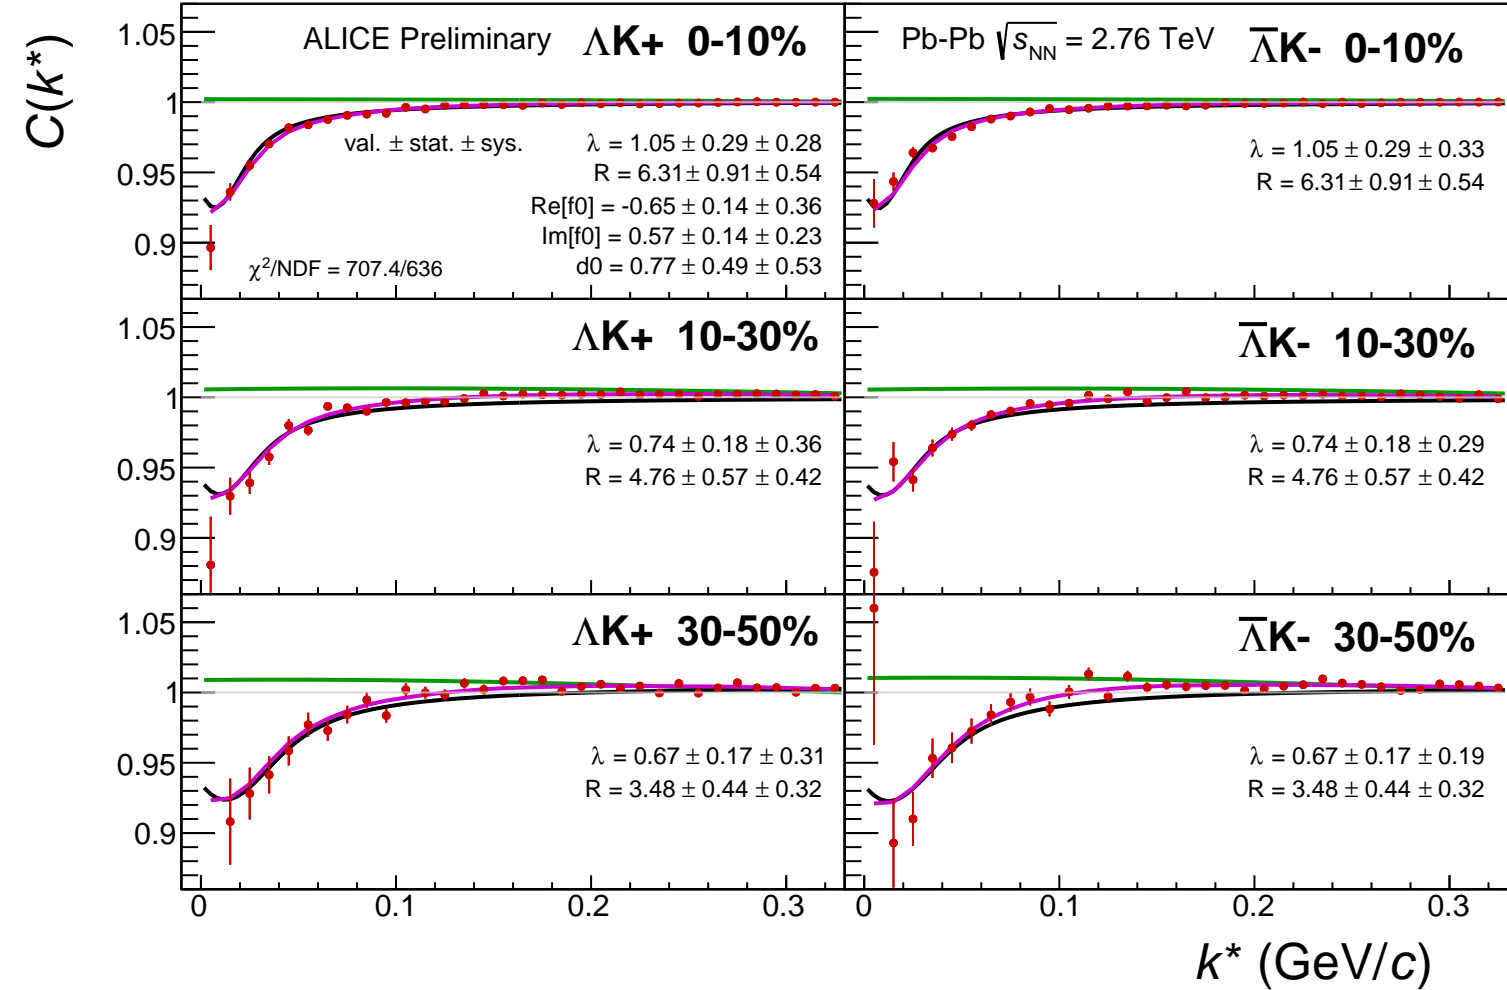 C(k*)
ALICE Preliminary ΛK+ 0-10%
val. ± stat. ± sys.
λ = 1.05 ± 0.29 ± 0.28
R = 6.31± 0.91 ± 0.54
Re[f0] = -0.65 ± 0.14 ± 0.36
Im[f0] = 0.57 ± 0.14 ± 0.23
d0 = 0.77 ± 0.49 ± 0.53
χ²/NDF = 707.4/636
1.05
1
0.95
0.9
Pb-Pb √sNN = 2.76 TeV Λ̅K- 0-10%
λ = 1.05 ± 0.29 ± 0.33
R = 6.31± 0.91 ± 0.54
ΛK+ 10-30%
λ = 0.74 ± 0.18 ± 0.36
R = 4.76 ± 0.57 ± 0.42
1.05
1
0.95
0.9
Λ̅K- 10-30%
λ = 0.74 ± 0.18 ± 0.29
R = 4.76 ± 0.57 ± 0.42
ΛK+ 30-50%
λ = 0.67 ± 0.17 ± 0.31
R = 3.48 ± 0.44 ± 0.32
1.05
1
0.95
0.9
Λ̅K- 30-50%
λ = 0.67 ± 0.17 ± 0.19
R = 3.48 ± 0.44 ± 0.32
0 0.1 0.2 0.3
0 0.1 0.2 0.3
k* (GeV/c)